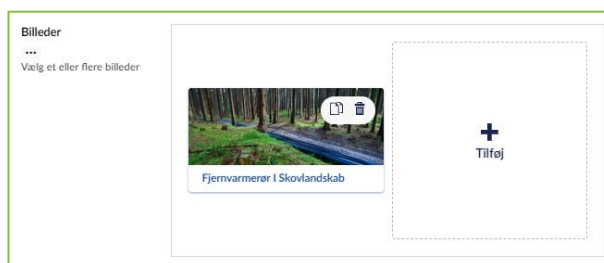 Billeder
...
Vælg et eller flere billeder
Fjernvarmerør I Skovlandskab
Tilføj